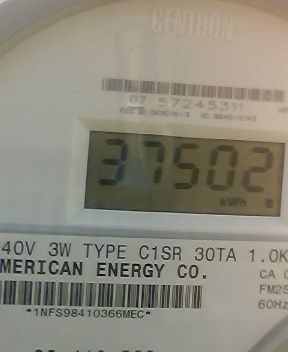 CENTRON
07 57245311
37502
kWh
40V 3W TYPE C1SR 30TA 1.0K
MERICAN ENERGY CO.
CA
FM2S
60Hz
*1NFS98410366MEC*